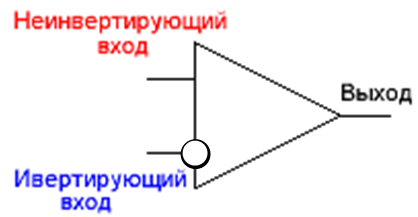 Неинвертирующий
вход
Выход
Ивертирующий
вход